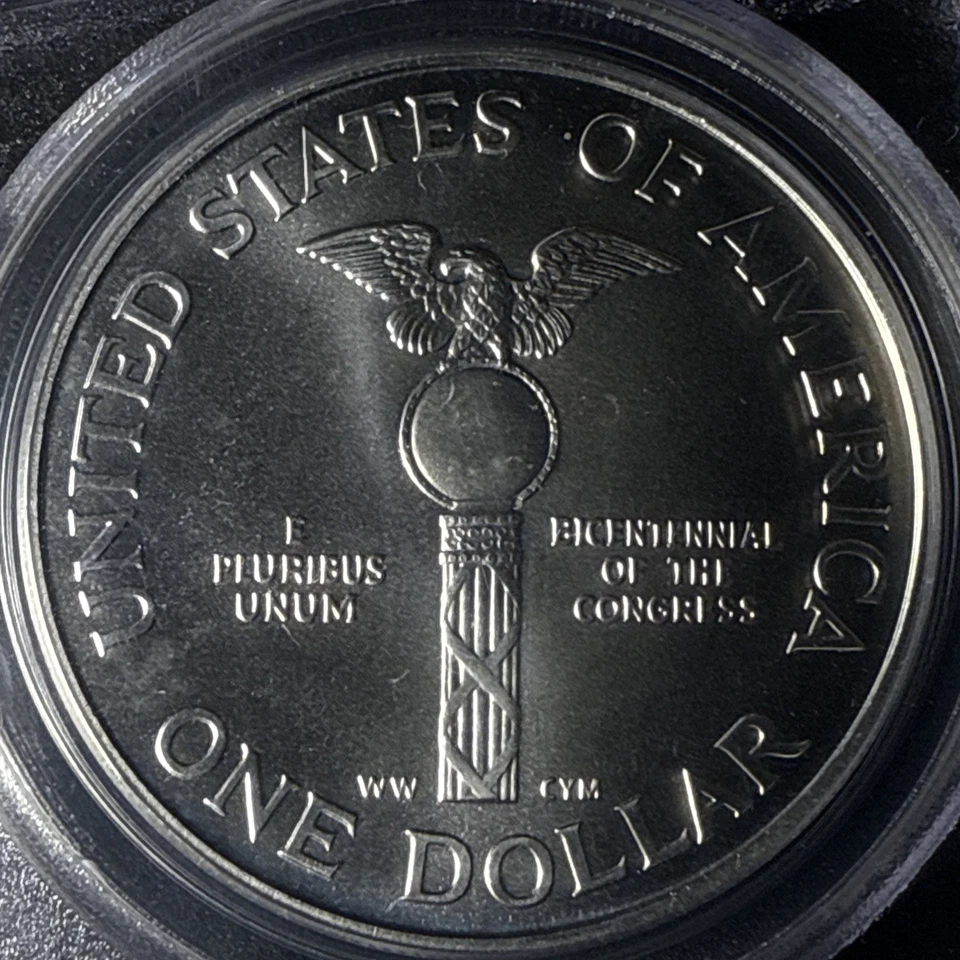 UNITED STATES OF AMERICA
E
PLURIBUS
UNUM
BICENTENNIAL
OF THE
CONGRESS
WW
CYM
ONE DOLLAR